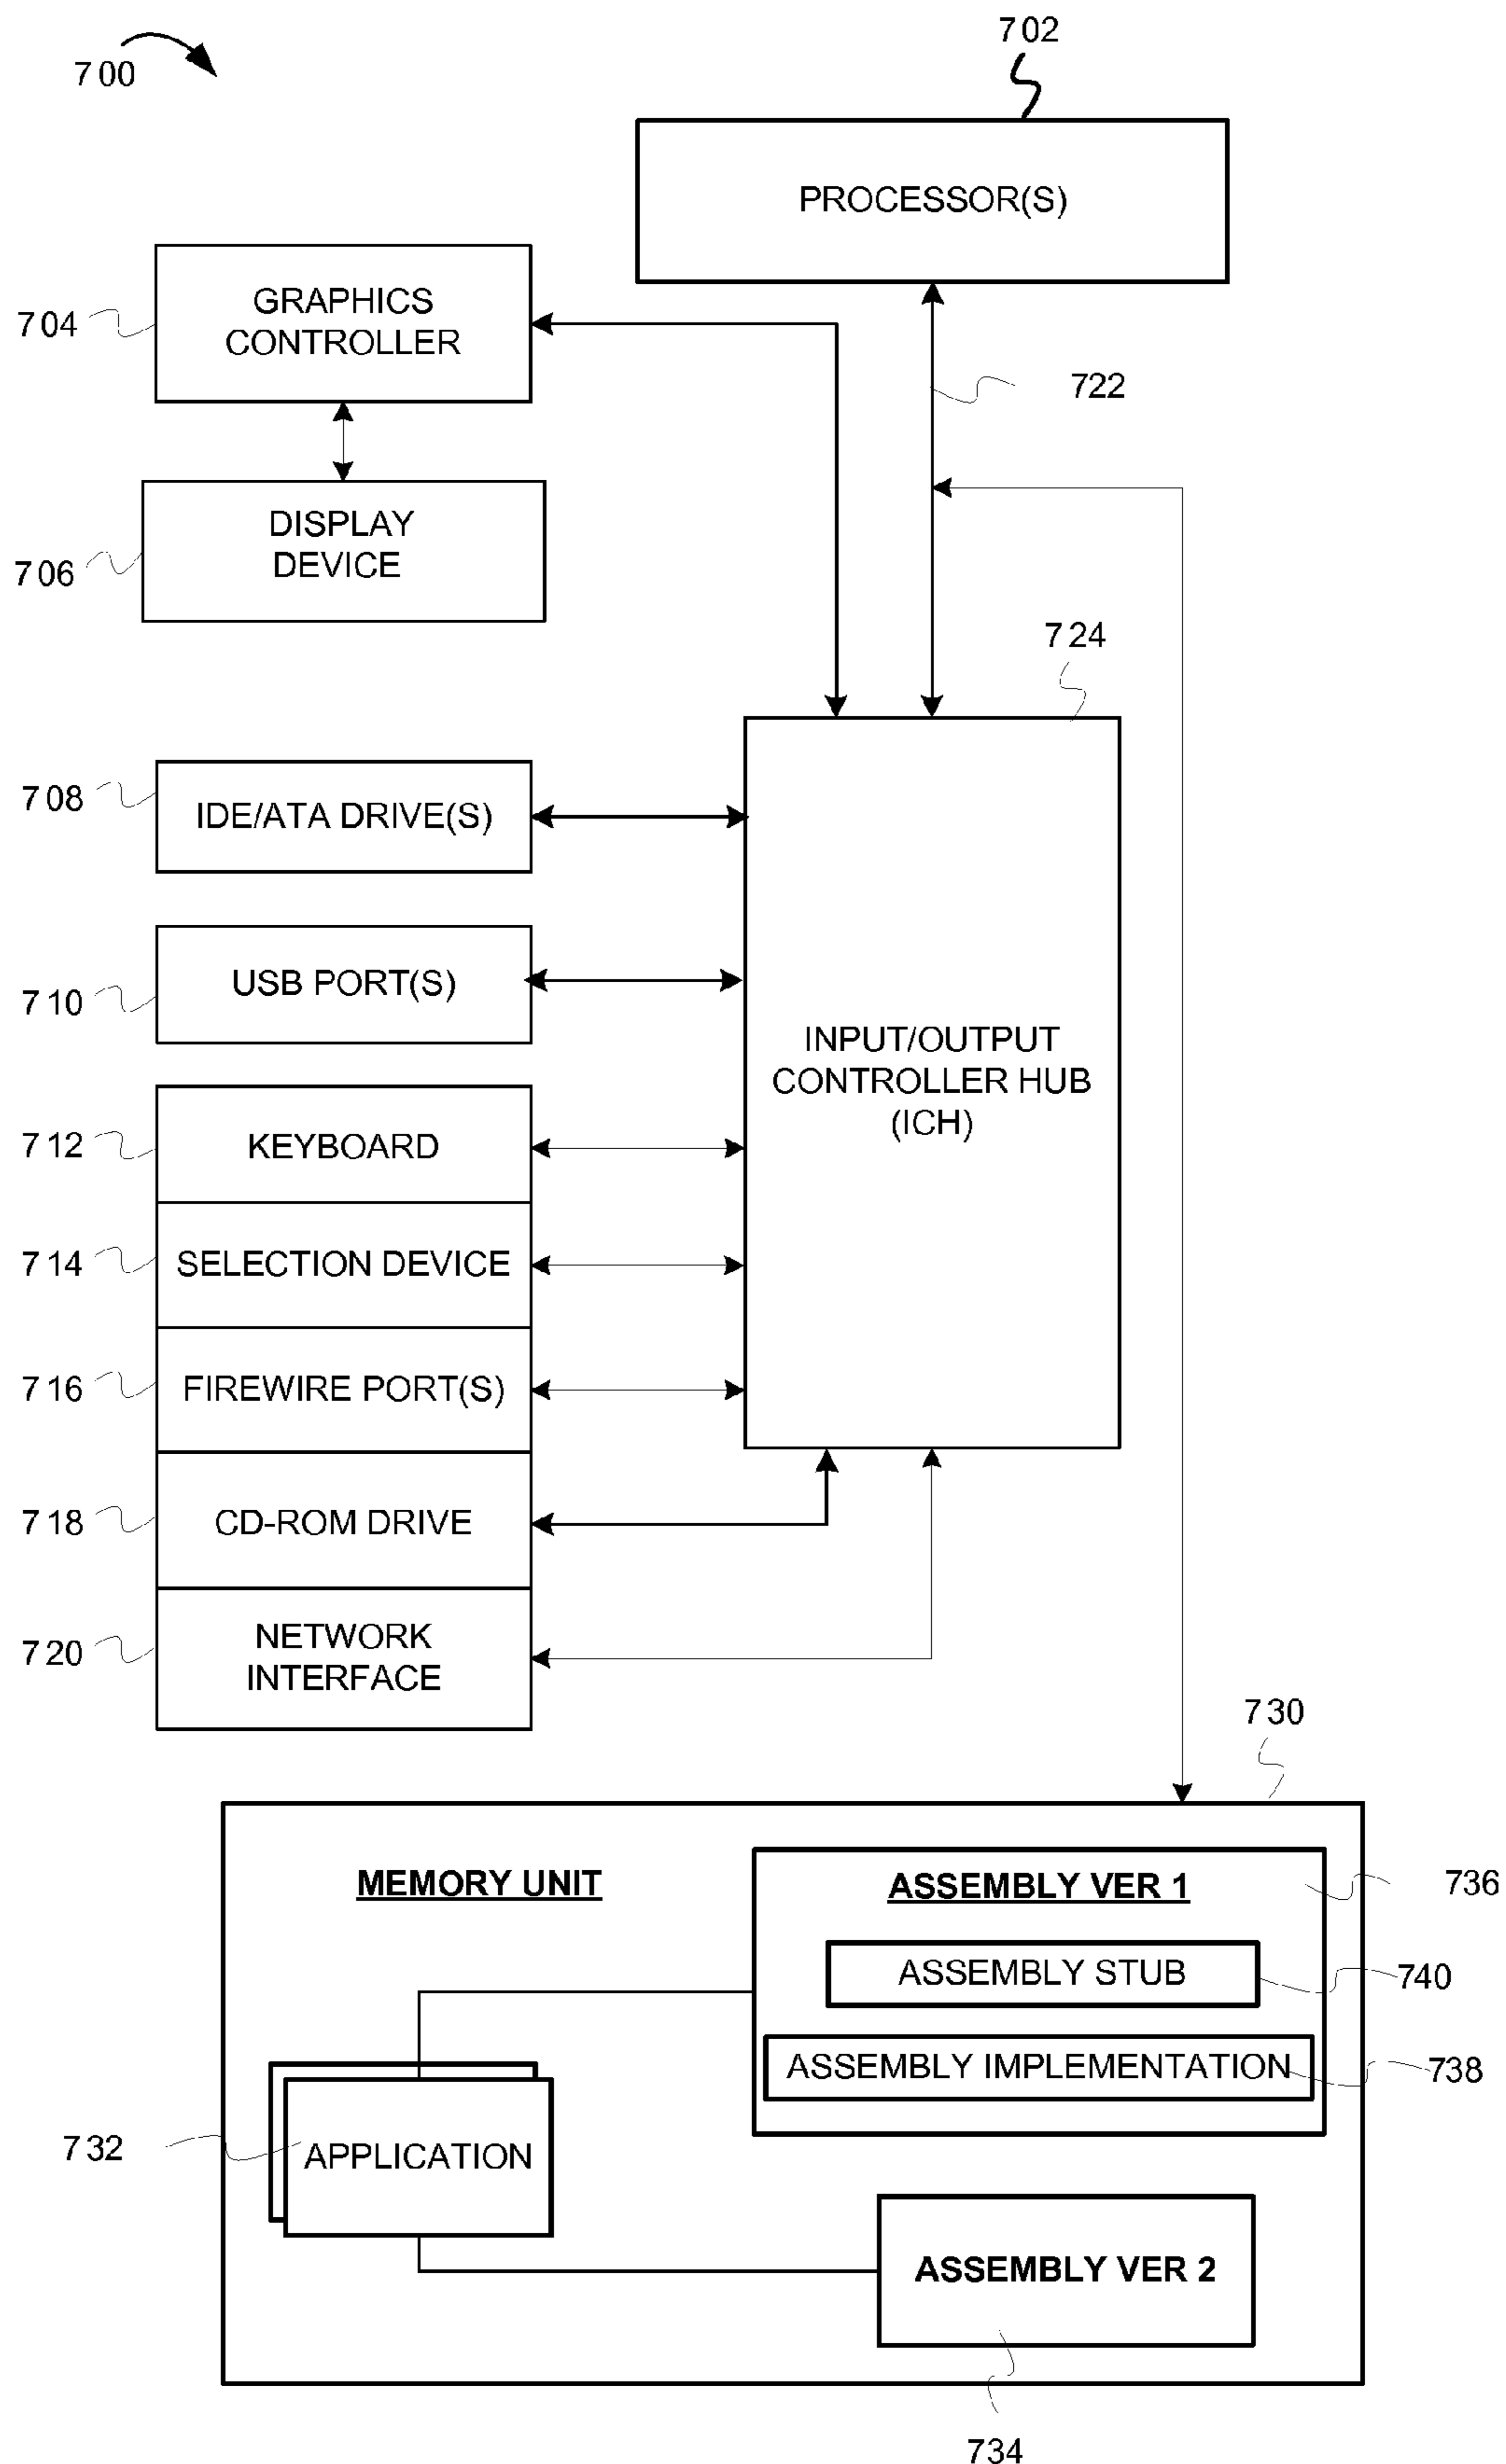 702
700
PROCESSOR(S)
GRAPHICS
CONTROLLER
704
722
DISPLAY
DEVICE
706
724
708
IDE/ATA DRIVE(S)
USB PORT(S)
710
INPUT/OUTPUT
CONTROLLER HUB
(ICH)
712
KEYBOARD
714
SELECTION DEVICE
716
FIREWIRE PORT(S)
718
CD-ROM DRIVE
720
NETWORK
INTERFACE
730
MEMORY UNIT
ASSEMBLY VER 1
736
ASSEMBLY STUB
740
ASSEMBLY IMPLEMENTATION
738
732
APPLICATION
ASSEMBLY VER 2
734